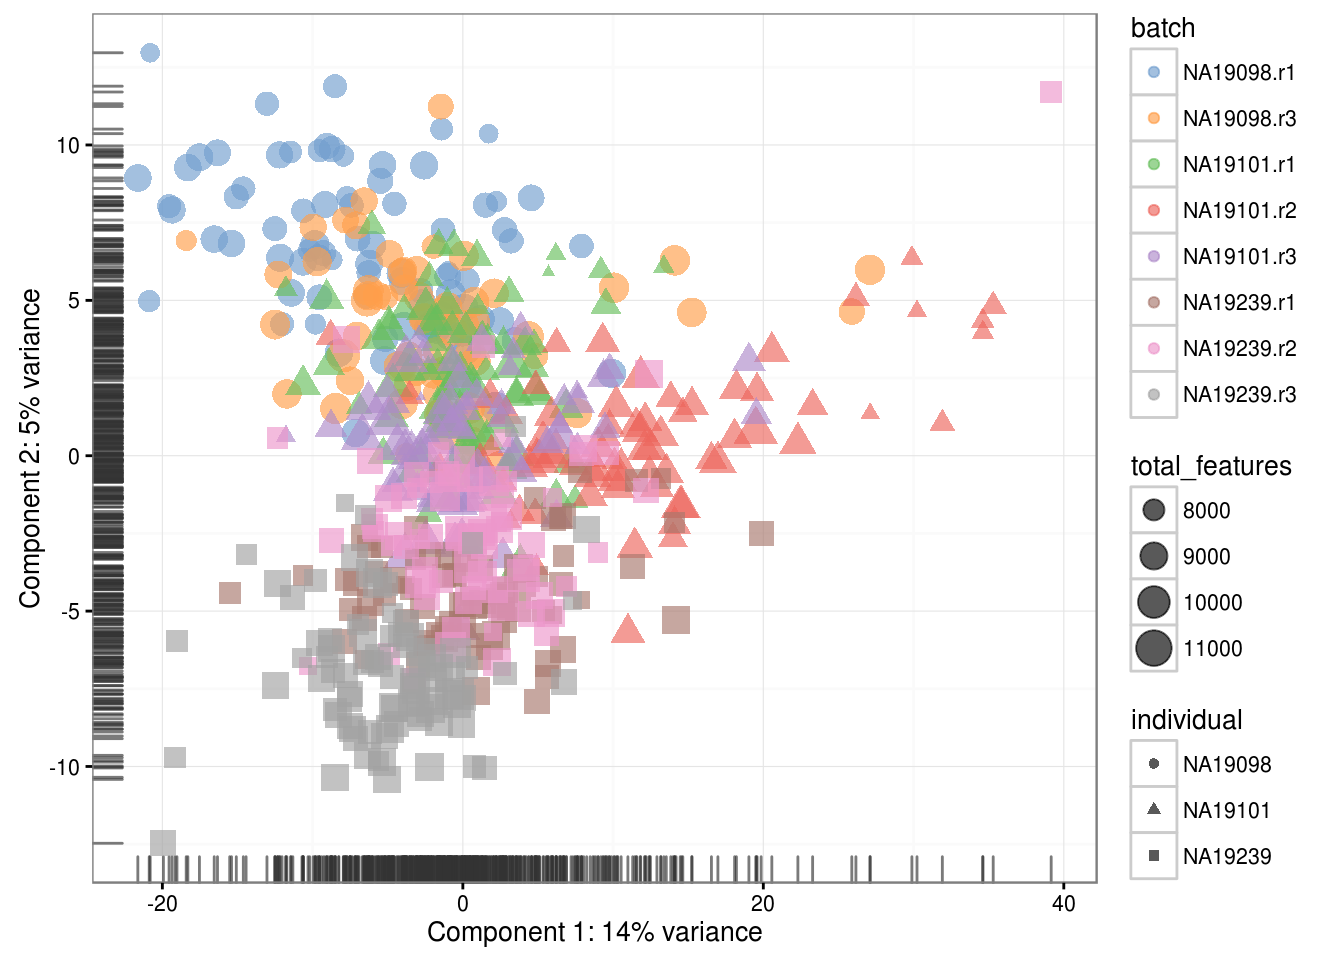 10
5
0
-5
-10
Component 2: 5% variance
-20
0
20
40
Component 1: 14% variance
batch
NA19098.r1
NA19098.r3
NA19101.r1
NA19101.r2
NA19101.r3
NA19239.r1
NA19239.r2
NA19239.r3
total_features
8000
9000
10000
11000
individual
NA19098
NA19101
NA19239